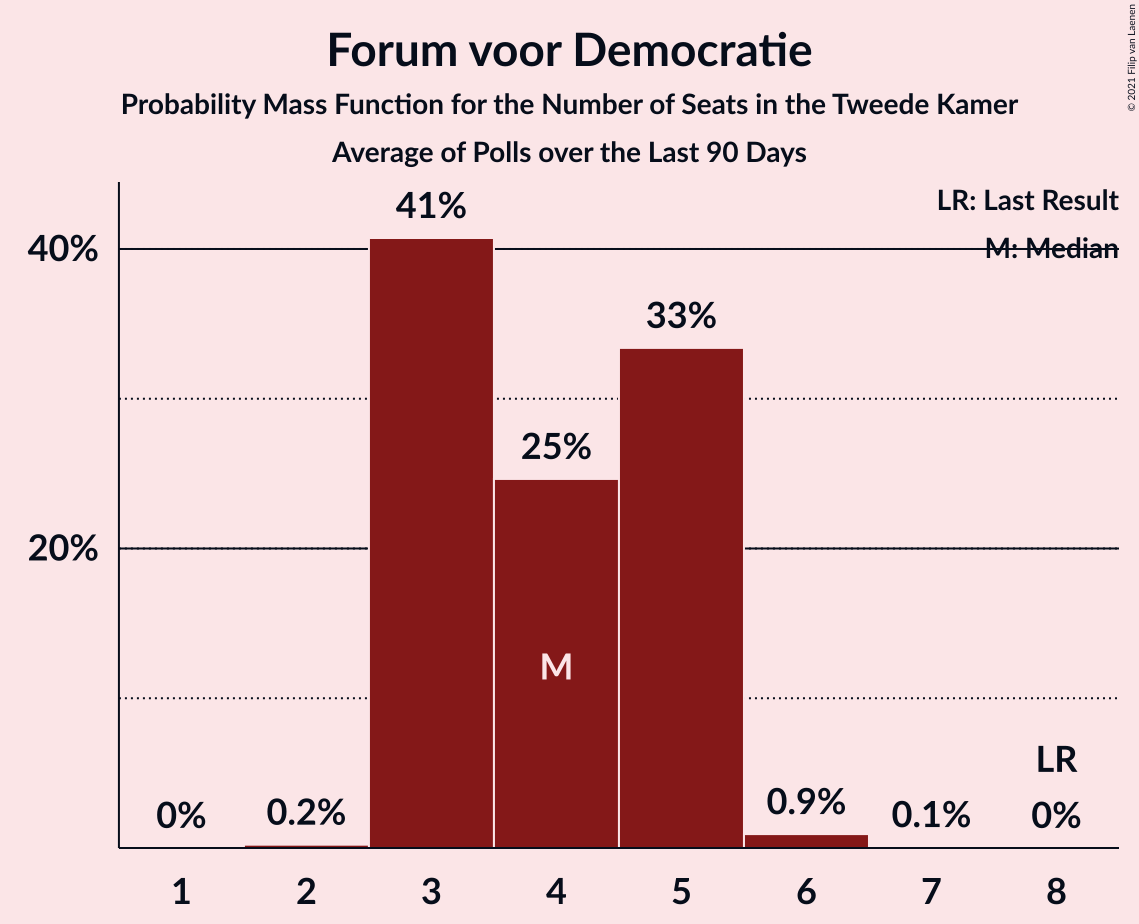 Forum voor Democratie
Probability Mass Function for the Number of Seats in the Tweede Kamer
Average of Polls over the Last 90 Days
© 2021 Filip van Laenen
LR: Last Result
M: Median
41%
40%
33%
25%
20%
M
LR
0%
0.2%
0.9%
0.1%
0%
1 2 3 4 5 6 7 8